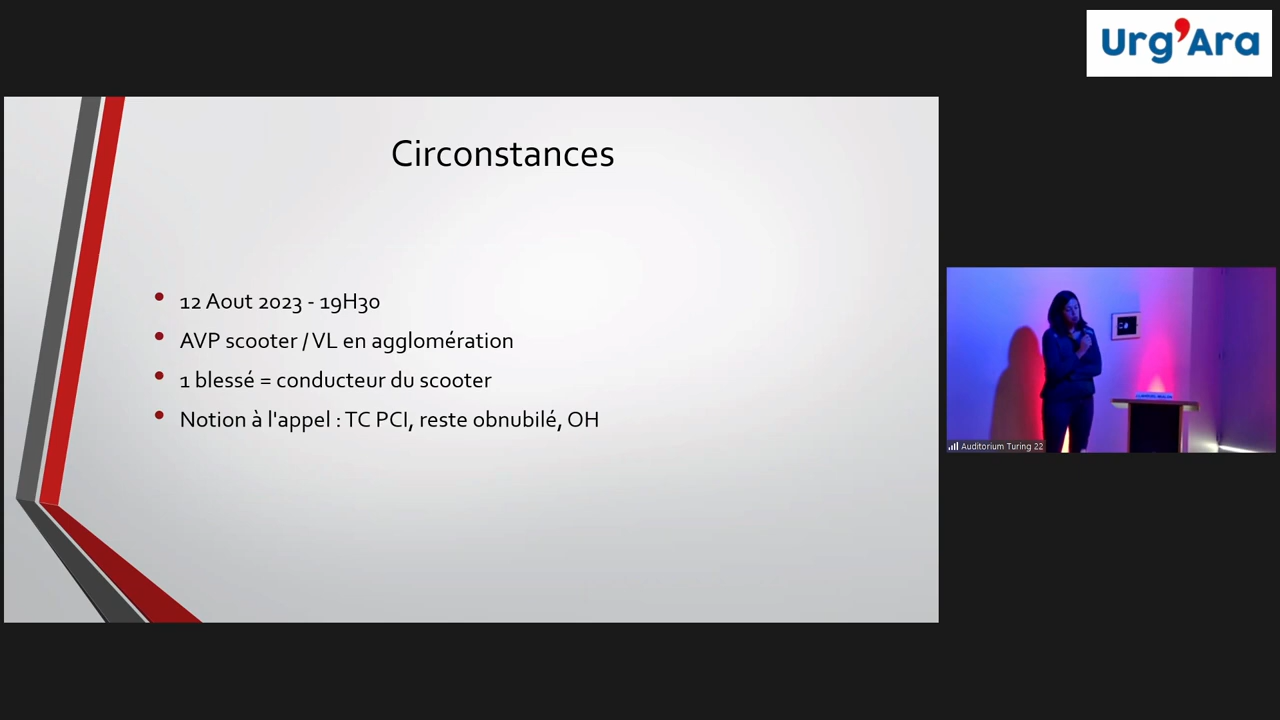 Urg'Ara
Circonstances
12 Aout 2023 - 19H30
AVP scooter / VL en agglomération
1 blessé = conducteur du scooter
Notion à l'appel : TC PCI, reste obnubilé, OH
Auditorium Turing 22